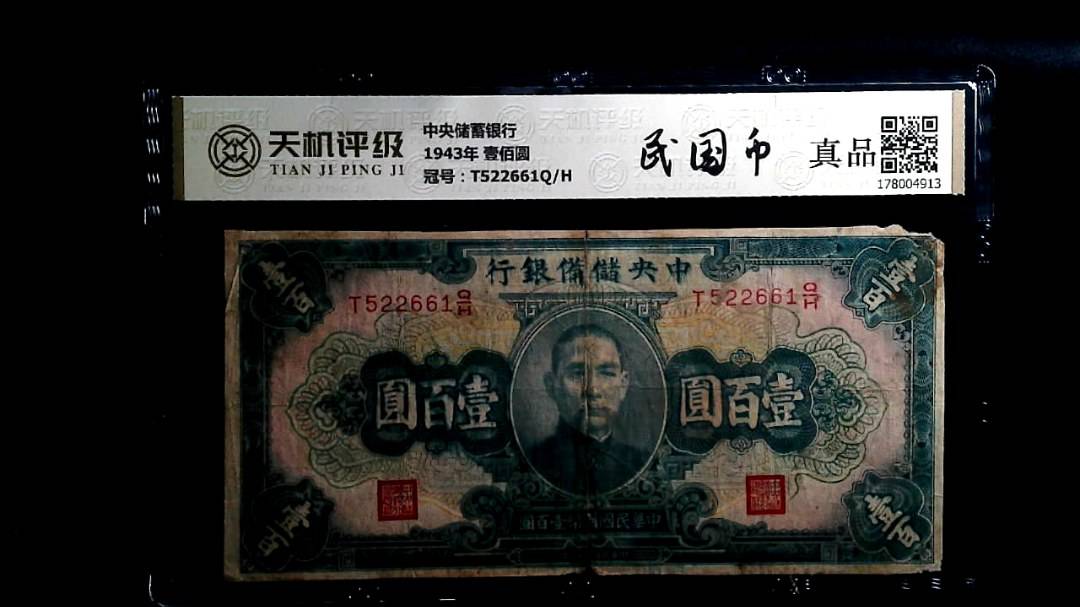 天机评级
TIAN JI PING JI
中央储蓄银行
1943年 壹佰圆
冠号：T522661Q/H
民国币
真品
178004913
行銀備儲央中
壹百
壹百
T522661Q/H
T522661Q/H
圓百壹
圓百壹
圓百壹幣國民華中
壹百
壹百